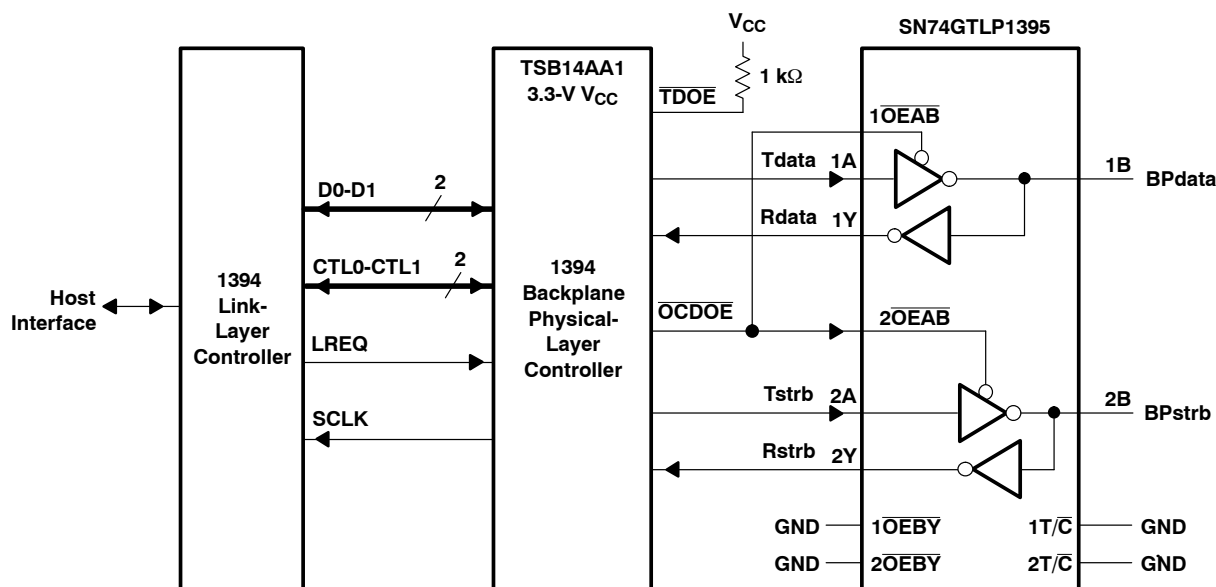 VCC
SN74GTLP1395
TSB14AA1
3.3-V VCC
1 kΩ
TDOE
1OEAB
Tdata 1A
1B
BPdata
D0-D1
2
Rdata 1Y
CTL0-CTL1
2
Host
Interface
1394
Link-
Layer
Controller
1394
Backplane
Physical-
Layer
Controller
OCDOE
2OEAB
LREQ
Tstrb 2A
2B
BPstrb
SCLK
Rstrb 2Y
GND
1OEBY
1T/C
GND
GND
2OEBY
2T/C
GND